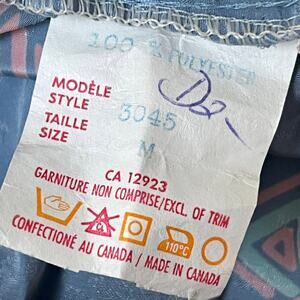 100 % POLYESTER
MODÈLE
STYLE 3045
TAILLE
SIZE M
CA 12923
GARNITURE NON COMPRISE/EXCL. OF TRIM
110°C
CONFECTIONÉ AU CANADA / MADE IN CANADA